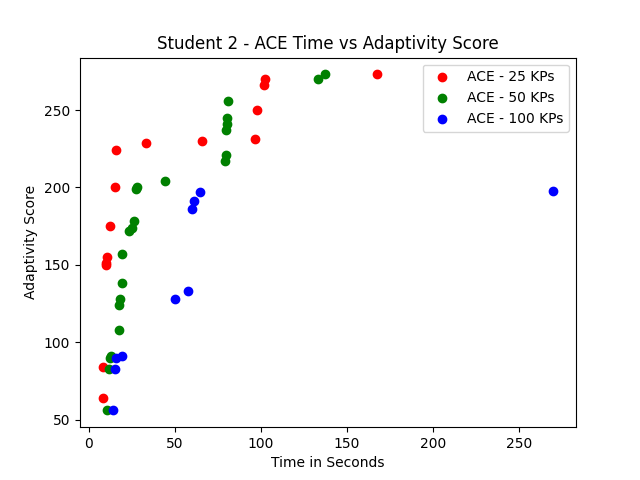 Student 2 - ACE Time vs Adaptivity Score
ACE - 25 KPs
ACE - 50 KPs
ACE - 100 KPs
Adaptivity Score
250
200
150
100
50
0
50
100
150
200
250
Time in Seconds